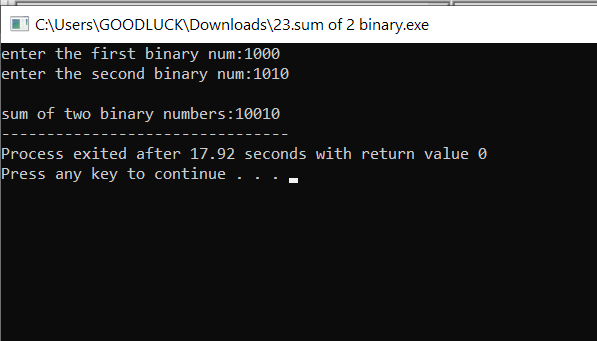 C:\Users\GOODLUCK\Downloads\23.sum of 2 binary.exe
enter the first binary num:1000
enter the second binary num:1010
sum of two binary numbers:10010
--------------------------------
Process exited after 17.92 seconds with return value 0
Press any key to continue . . .